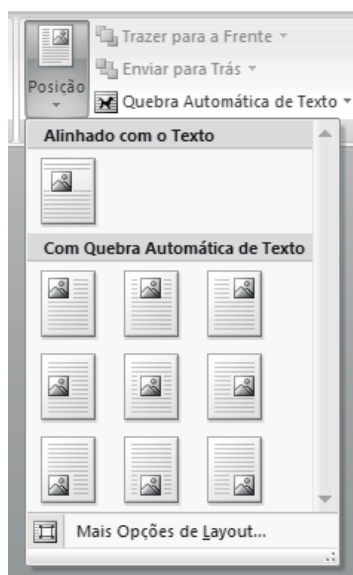 Trazer para a Frente
Enviar para Trás
Posição
Quebra Automática de Texto
Alinhado com o Texto
Com Quebra Automática de Texto
Mais Opções de Layout...